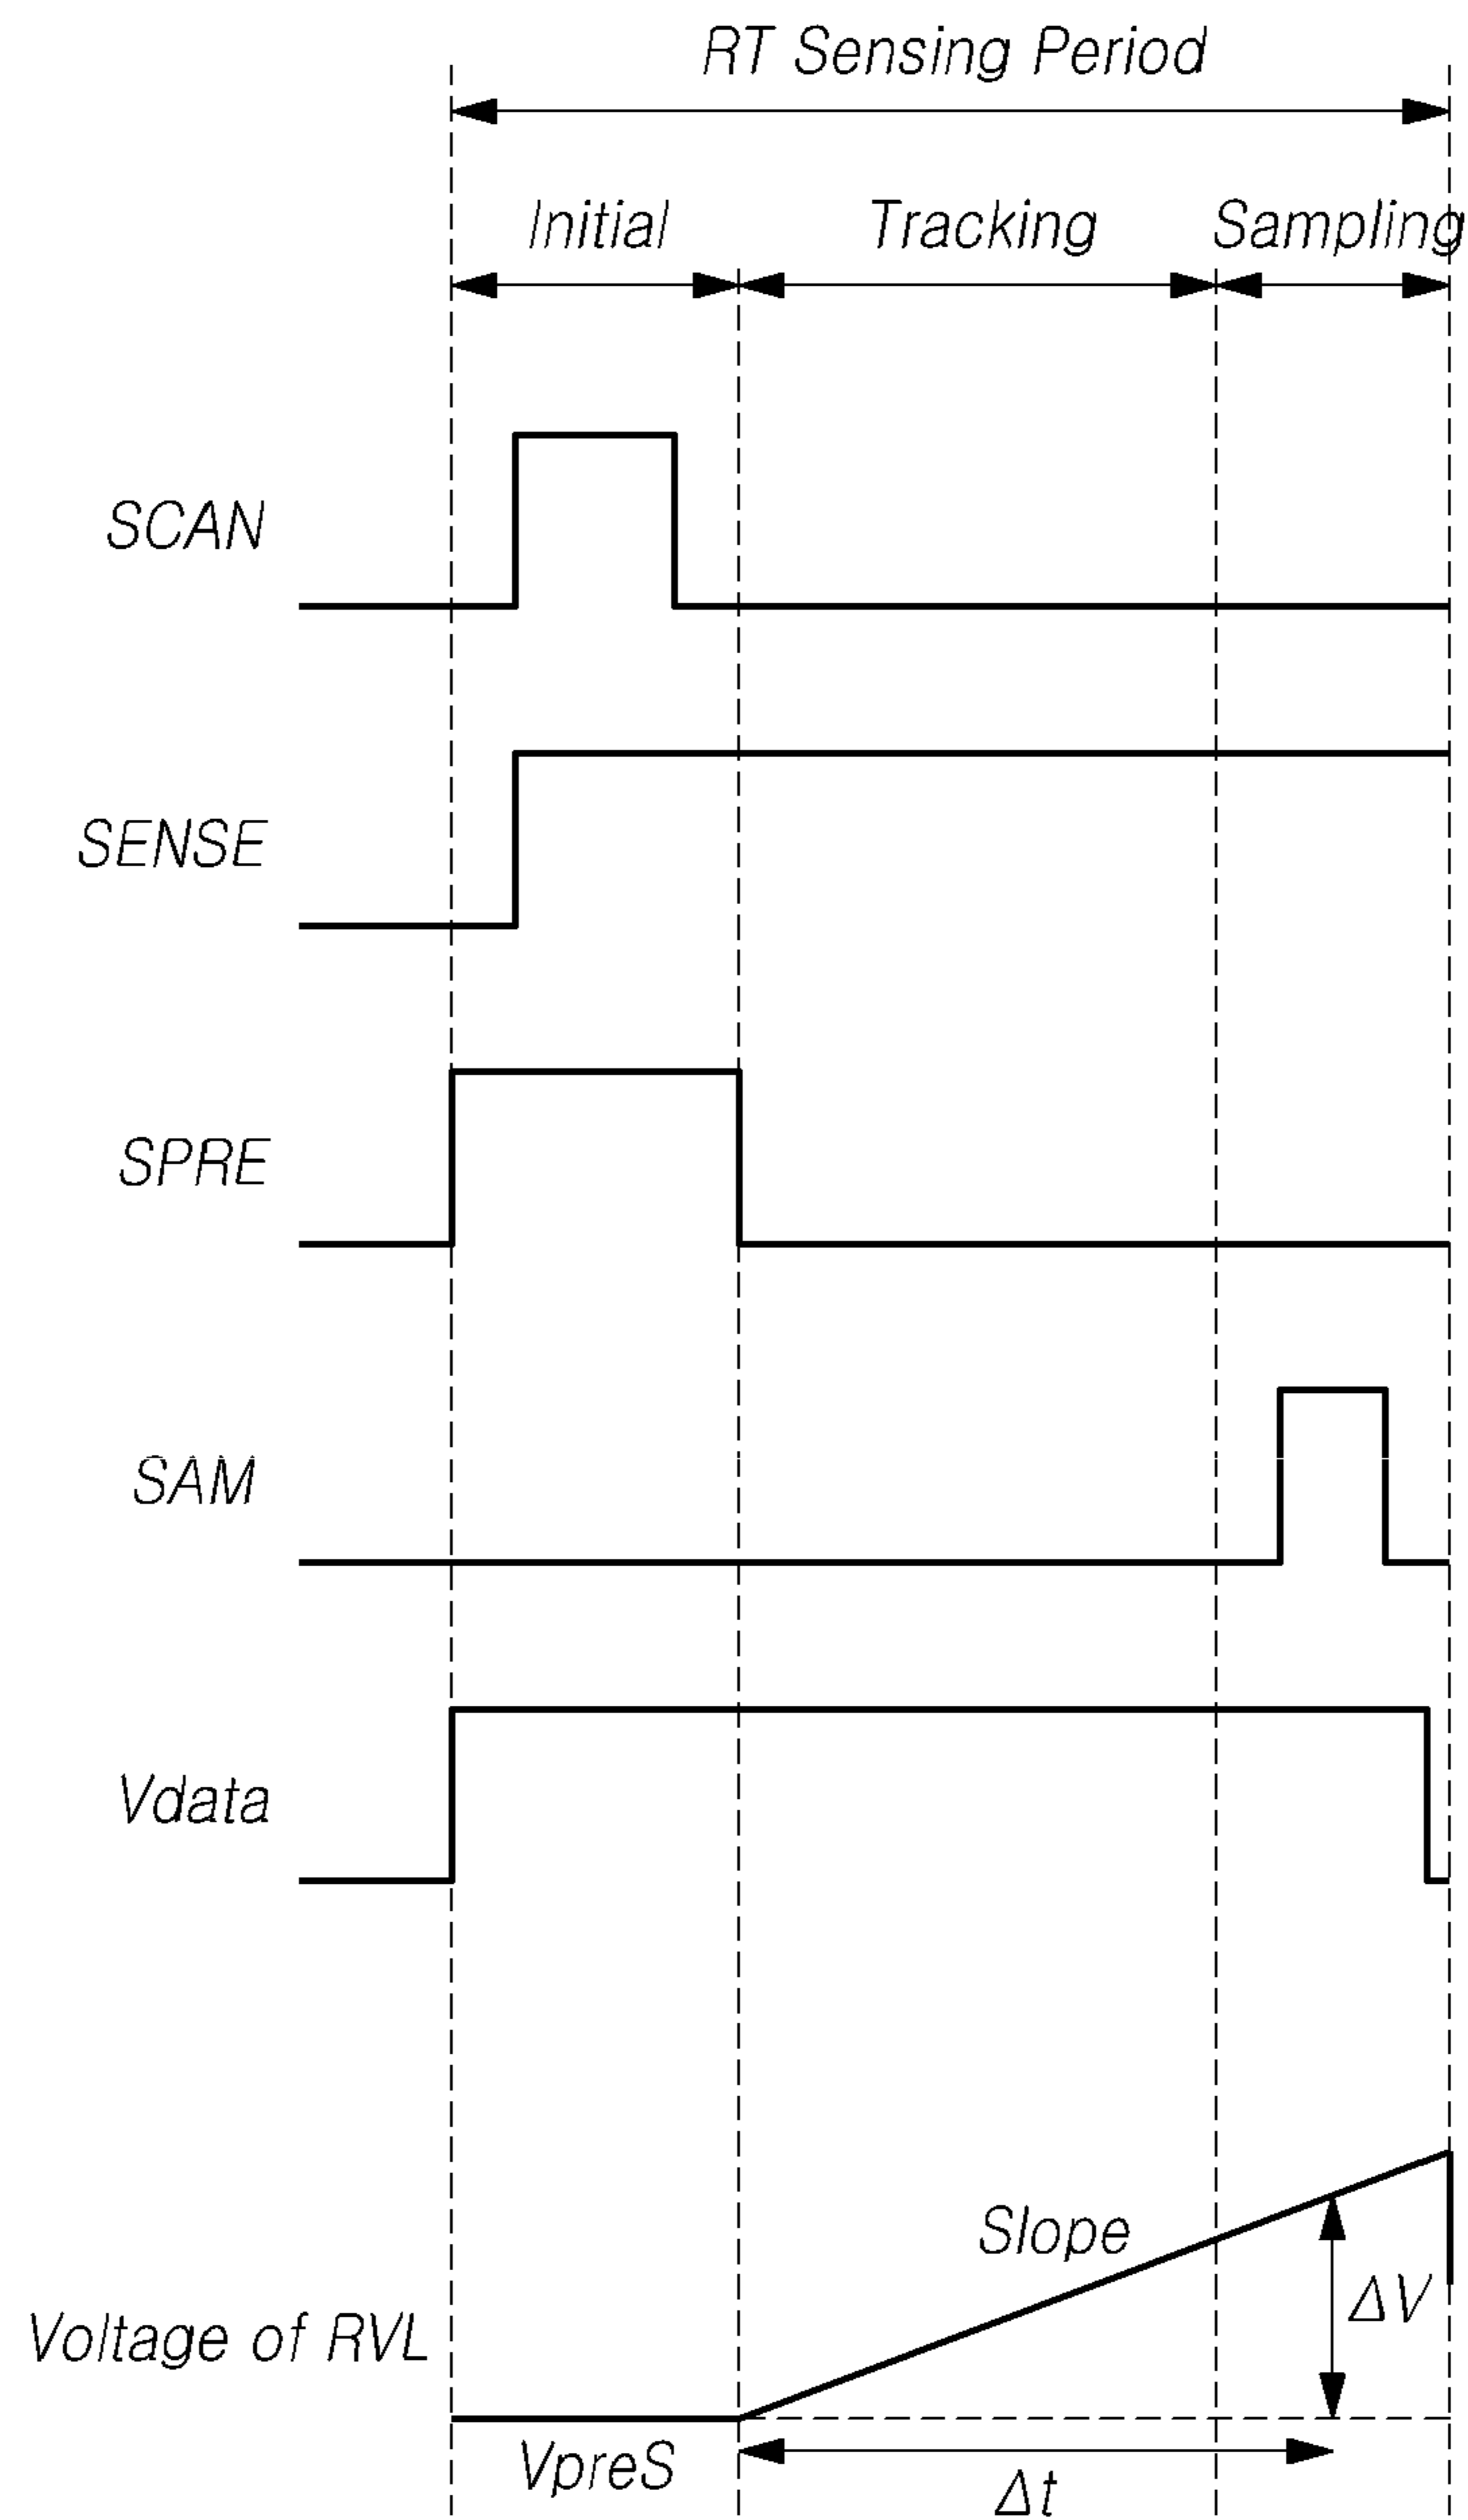 RT Sensing Period
Initial Tracking Sampling
SCAN
SENSE
SPRE
SAM
Vdata
Slope
ΔV
Voltage of RVL
VpreS
Δt